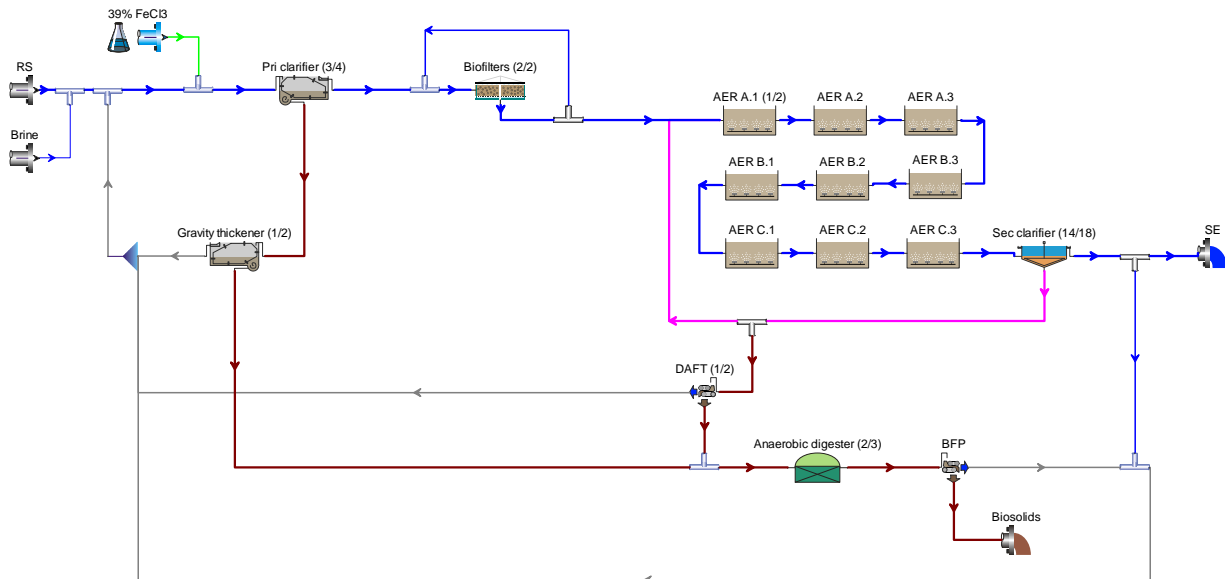 39% FeCl3
RS
Pri clarifier (3/4)
Biofilters (2/2)
AER A.1 (1/2)
AER A.2
AER A.3
Brine
AER B.1
AER B.2
AER B.3
Gravity thickener (1/2)
AER C.1
AER C.2
AER C.3
Sec clarifier (14/18)
SE
DAFT (1/2)
Anaerobic digester (2/3)
BFP
Biosolids